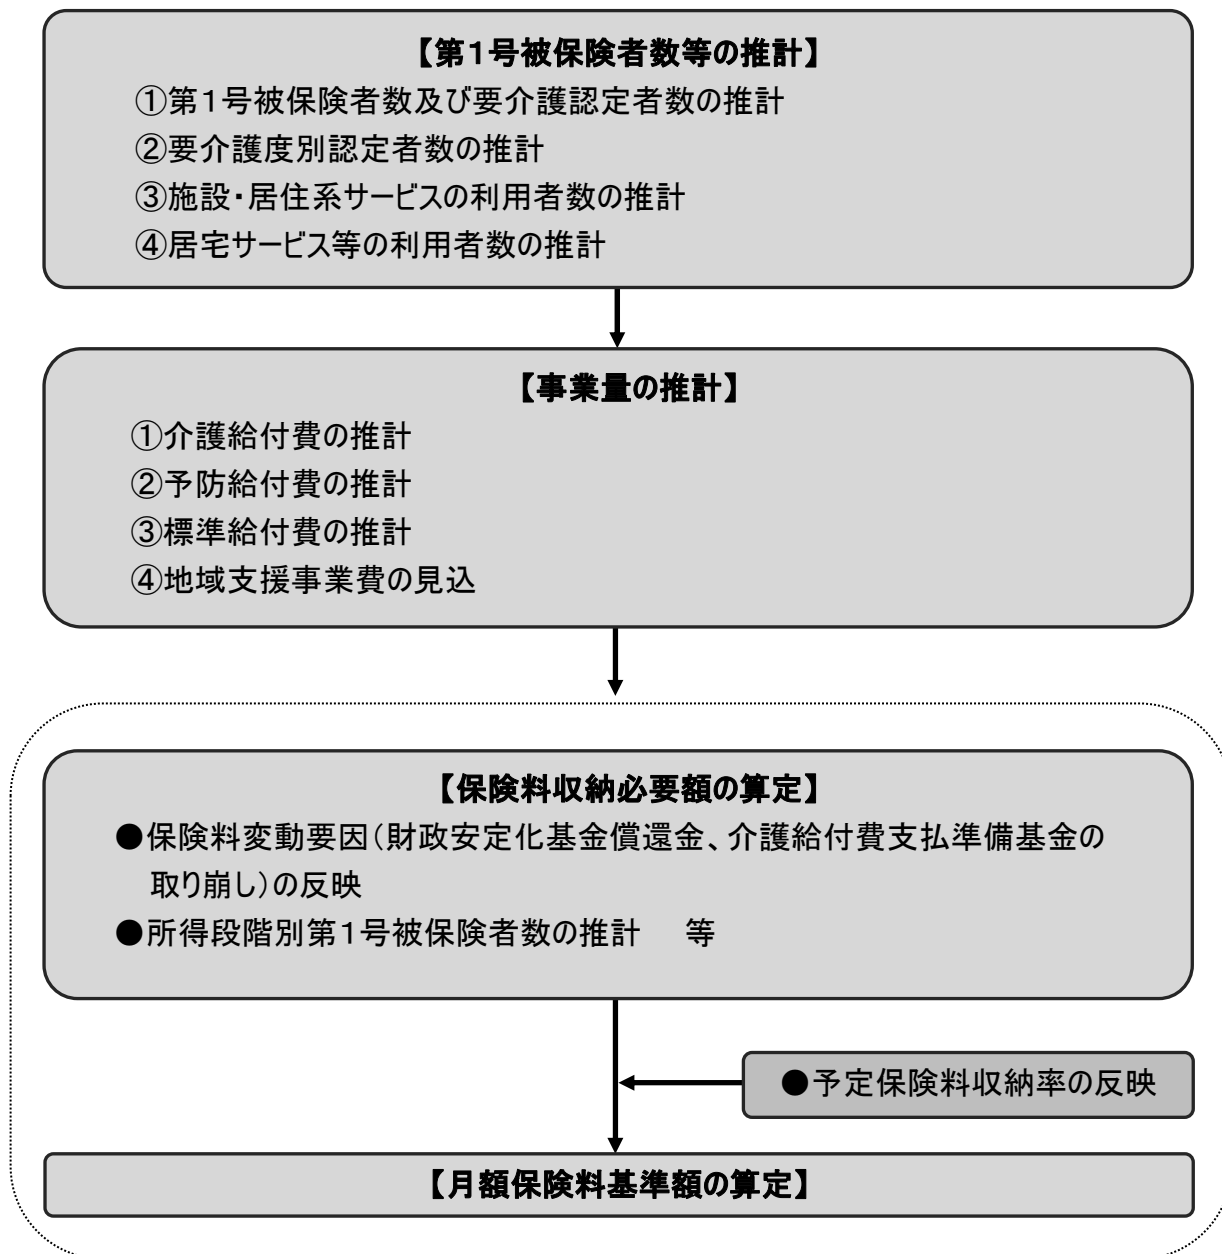 【第1号被保険者数等の推計】
①第1号被保険者数及び要介護認定者数の推計
②要介護度別認定者数の推計
③施設・居住系サービスの利用者数の推計
④居宅サービス等の利用者数の推計
【事業量の推計】
①介護給付費の推計
②予防給付費の推計
③標準給付費の推計
④地域支援事業費の見込
【保険料収納必要額の算定】
●保険料変動要因(財政安定化基金償還金、介護給付費支払準備基金の
取り崩し)の反映
●所得段階別第1号被保険者数の推計　等
●予定保険料収納率の反映
【月額保険料基準額の算定】